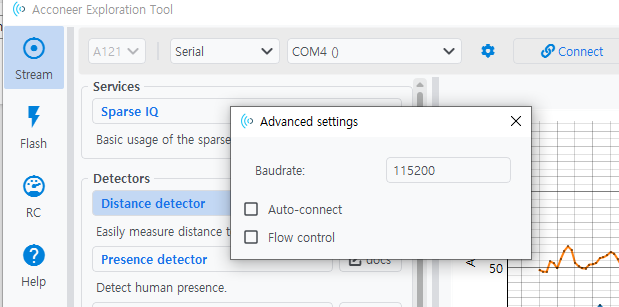 Acconeer Exploration Tool
A121 Serial COM4 () Connect
Stream
Services
Sparse IQ
Basic usage of the sparse
Advanced settings
Baudrate: 115200
Auto-connect
Flow control
Flash
Detectors
Distance detector
Easily measure distance t
RC
Presence detector
docs
Detect human presence.
Help
A
50